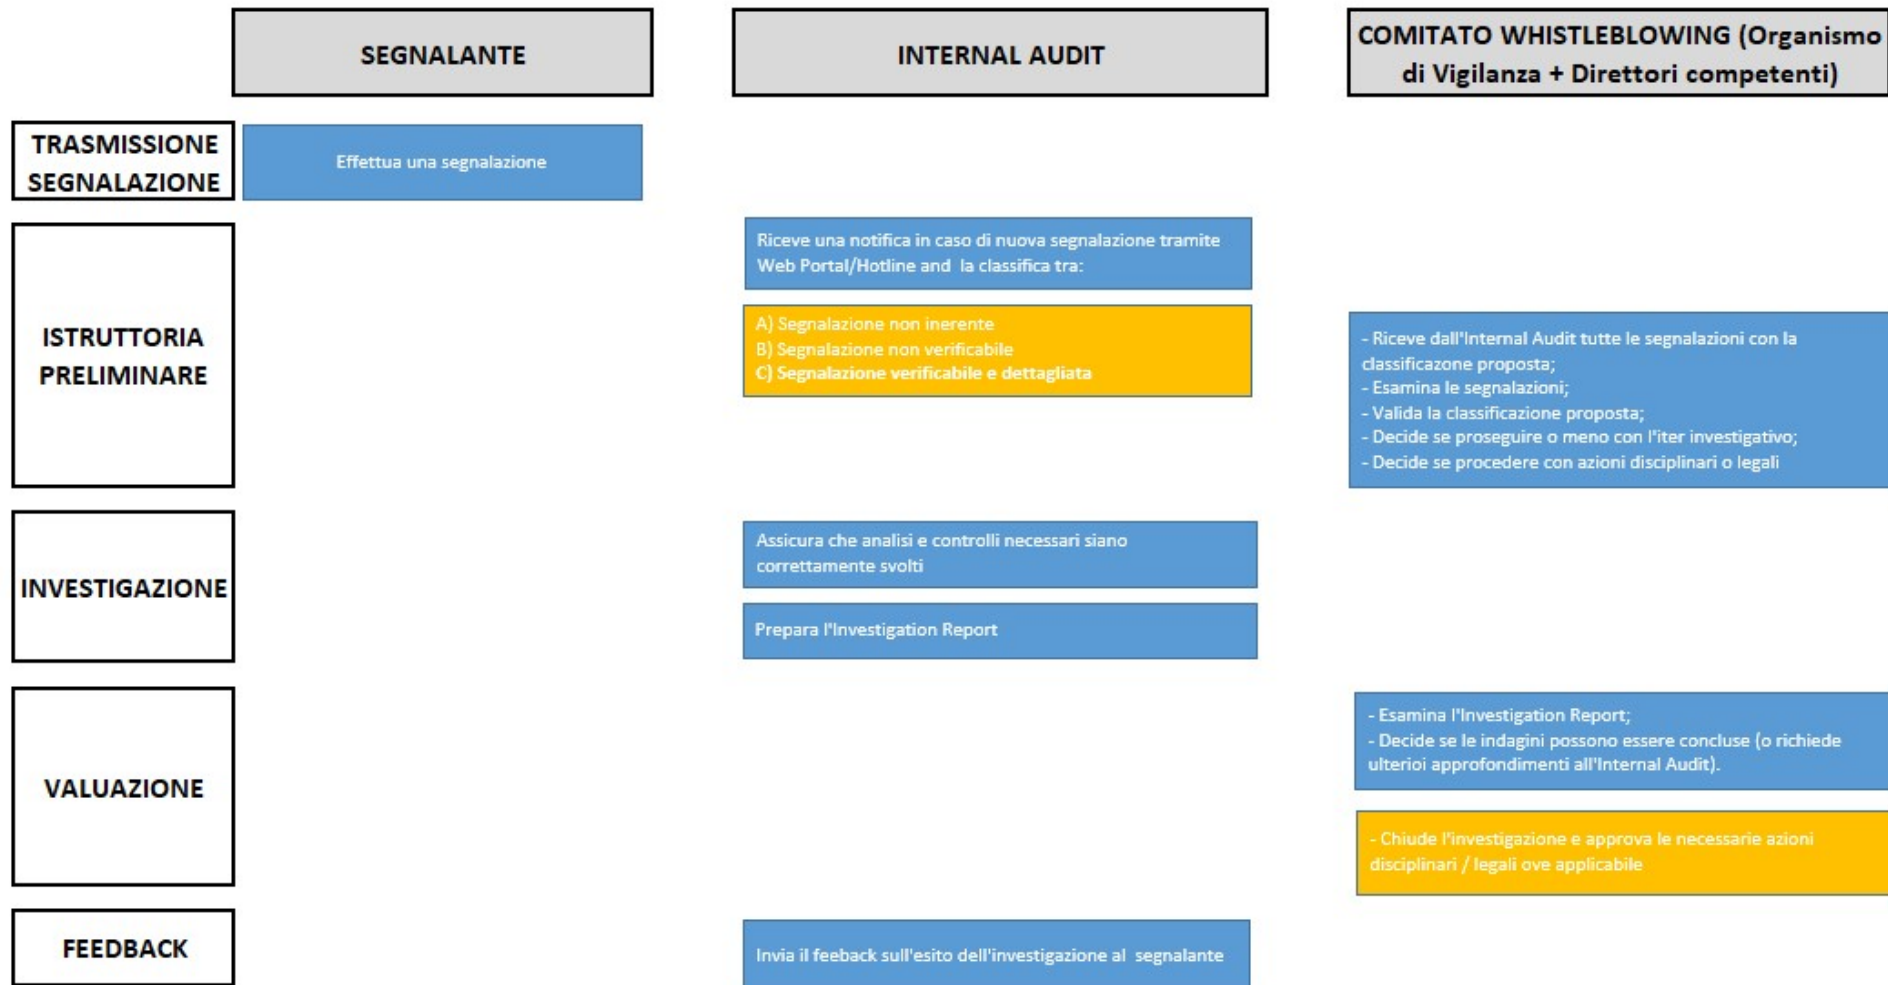 SEGNALANTE
INTERNAL AUDIT
COMITATO WHISTLEBLOWING (Organismo
di Vigilanza + Direttori competenti)
TRASMISSIONE
SEGNALAZIONE
Effettua una segnalazione
ISTRUTTORIA
PRELIMINARE
Riceve una notifica in caso di nuova segnalazione tramite
Web Portal/Hotline and la classifica tra:
A) Segnalazione non inerente
B) Segnalazione non verificabile
C) Segnalazione verificabile e dettagliata
- Riceve dall'Internal Audit tutte le segnalazioni con la
classificazone proposta;
- Esamina le segnalazioni;
- Valida la classificazione proposta;
- Decide se proseguire o meno con l'iter investigativo;
- Decide se procedere con azioni disciplinari o legali
INVESTIGAZIONE
Assicura che analisi e controlli necessari siano
correttamente svolti
Prepara l'Investigation Report
VALUAZIONE
- Esamina l'Investigation Report;
- Decide se le indagini possono essere concluse (o richiede
ulterioi approfondimenti all'Internal Audit).
- Chiude l'investigazione e approva le necessarie azioni
disciplinari / legali ove applicabile
FEEDBACK
Invia il feeback sull'esito dell'investigazione al segnalante